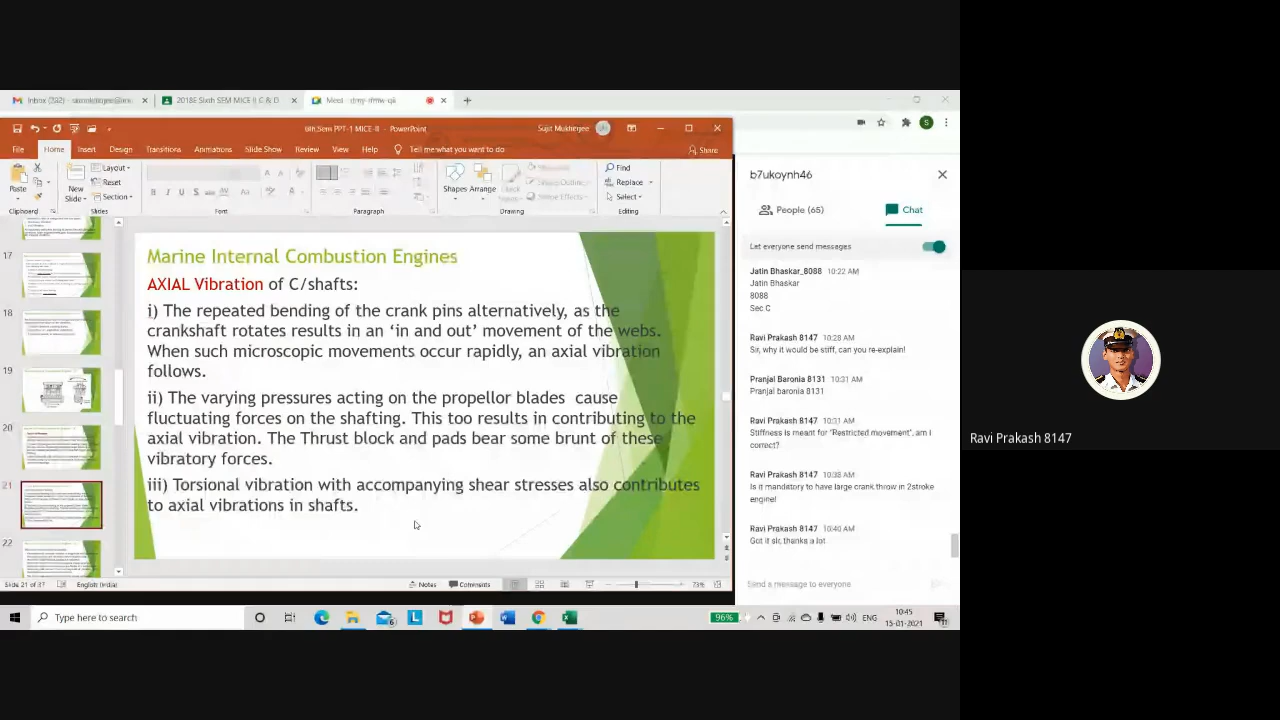 2018E Sixth SEM MICE II C & D
6th Sem PPT-1 MICE-II - PowerPoint
Sujit Mukherjee
File Home Insert Design Transitions Animations Slide Show Review View Help Tell me what you want to do Share
Paste
New Slide
Layout
Reset
Section
Shapes Arrange
Find
Replace
Select
Clipboard Slides Font Paragraph Drawing Editing
17
18
19
20
21
22
Marine Internal Combustion Engines
AXIAL Vibration of C/shafts:
i) The repeated bending of the crank pins alternatively, as the
crankshaft rotates results in an ‘in and out’ movement of the webs.
When such microscopic movements occur rapidly, an axial vibration
follows.
ii) The varying pressures acting on the propellor blades cause
fluctuating forces on the shafting. This too results in contributing to the
axial vibration. The Thrust block and pads bear some brunt of these
vibratory forces.
iii) Torsional vibration with accompanying shear stresses also contributes
to axial vibrations in shafts.
Slide 21 of 37 English (India) Notes Comments 73%
b7ukoynh46
People (65) Chat
Let everyone send messages
Jatin Bhaskar_8088 10:22 AM
Jatin Bhaskar
8088
Sec C
Ravi Prakash 8147 10:28 AM
Sir, why it would be stiff, can you re-explain!
Pranjal Baronia 8131 10:31 AM
Pranjal baronia 8131
Ravi Prakash 8147 10:31 AM
Stiffness is meant for "Restricted movement", am i
correct?
Ravi Prakash 8147 10:38 AM
Is it mandatory to have large crank throw in 2stroke
engine!
Ravi Prakash 8147 10:40 AM
Got it sir, thanks a lot
Send a message to everyone
Type here to search
96%
ENG
10:45
15-01-2021
Ravi Prakash 8147